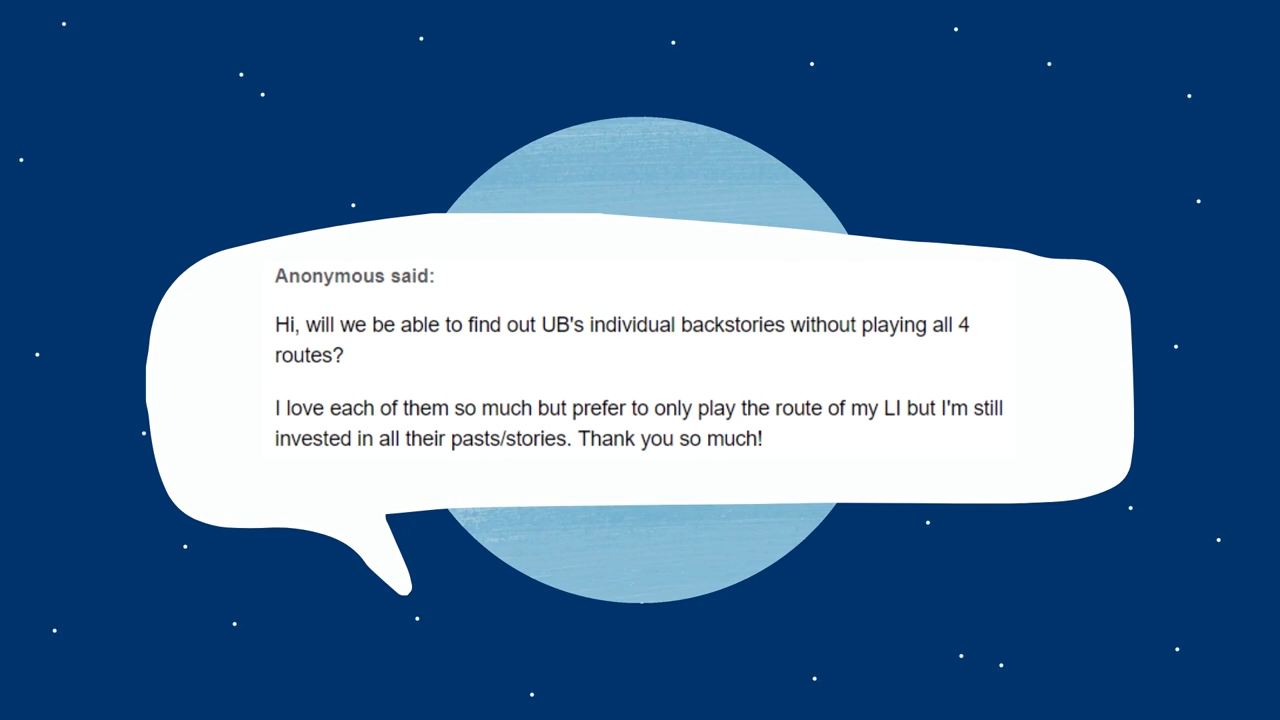 Anonymous said:
Hi, will we be able to find out UB's individual backstories without playing all 4
routes?
I love each of them so much but prefer to only play the route of my LI but I'm still
invested in all their pasts/stories. Thank you so much!